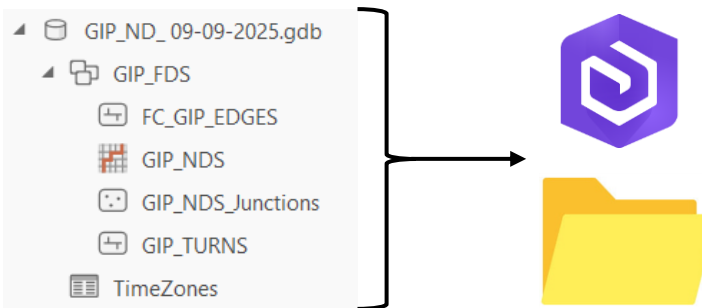 GIP_ND_ 09-09-2025.gdb
GIP_FDS
FC_GIP_EDGES
GIP_NDS
GIP_NDS_Junctions
GIP_TURNS
TimeZones